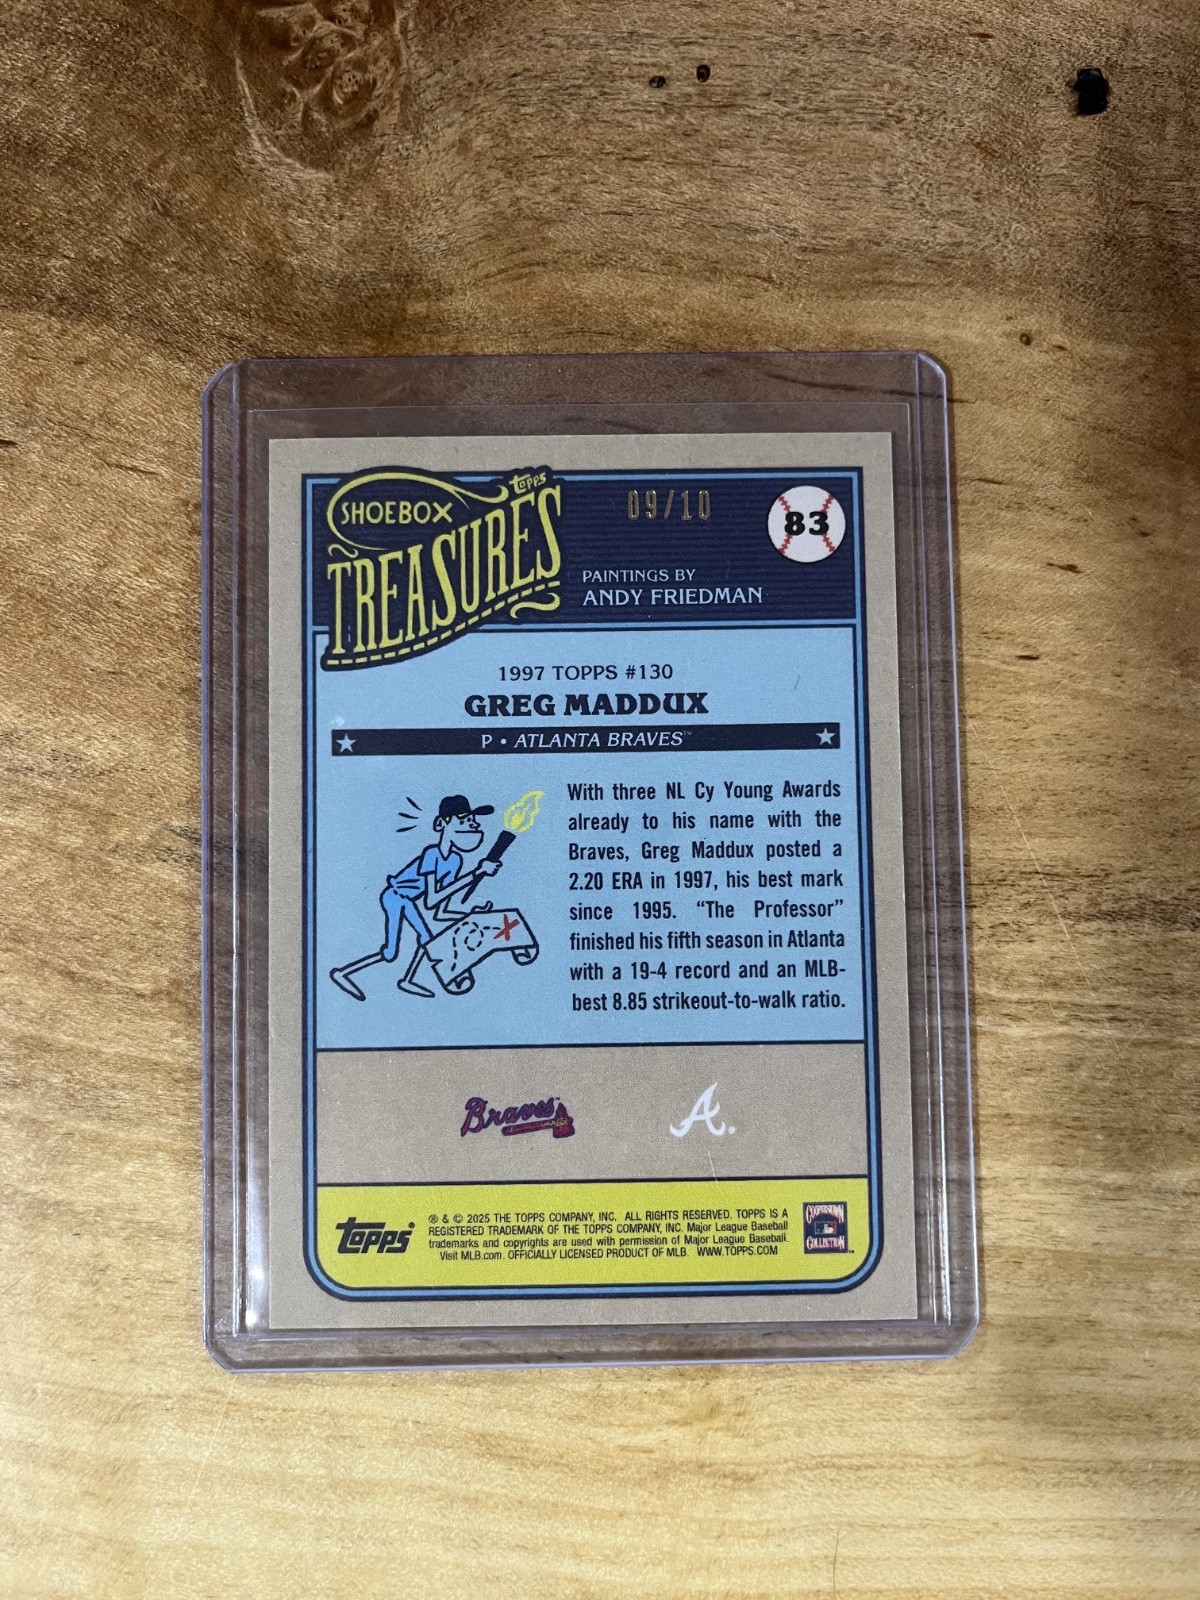 SHOEBOX
topps
TREASURES
09/10
83
PAINTINGS BY
ANDY FRIEDMAN
1997 TOPPS #130
GREG MADDUX
P • ATLANTA BRAVES™
With three NL Cy Young Awards
already to his name with the
Braves, Greg Maddux posted a
2.20 ERA in 1997, his best mark
since 1995. “The Professor”
finished his fifth season in Atlanta
with a 19-4 record and an MLB-
best 8.85 strikeout-to-walk ratio.
Braves
A
topps
® & © 2025 THE TOPPS COMPANY, INC. ALL RIGHTS RESERVED. TOPPS IS A
REGISTERED TRADEMARK OF THE TOPPS COMPANY, INC. Major League Baseball
trademarks and copyrights are used with permission of Major League Baseball.
Visit MLB.com. OFFICIALLY LICENSED PRODUCT OF MLB. WWW.TOPPS.COM
COOPERSTOWN
COLLECTION